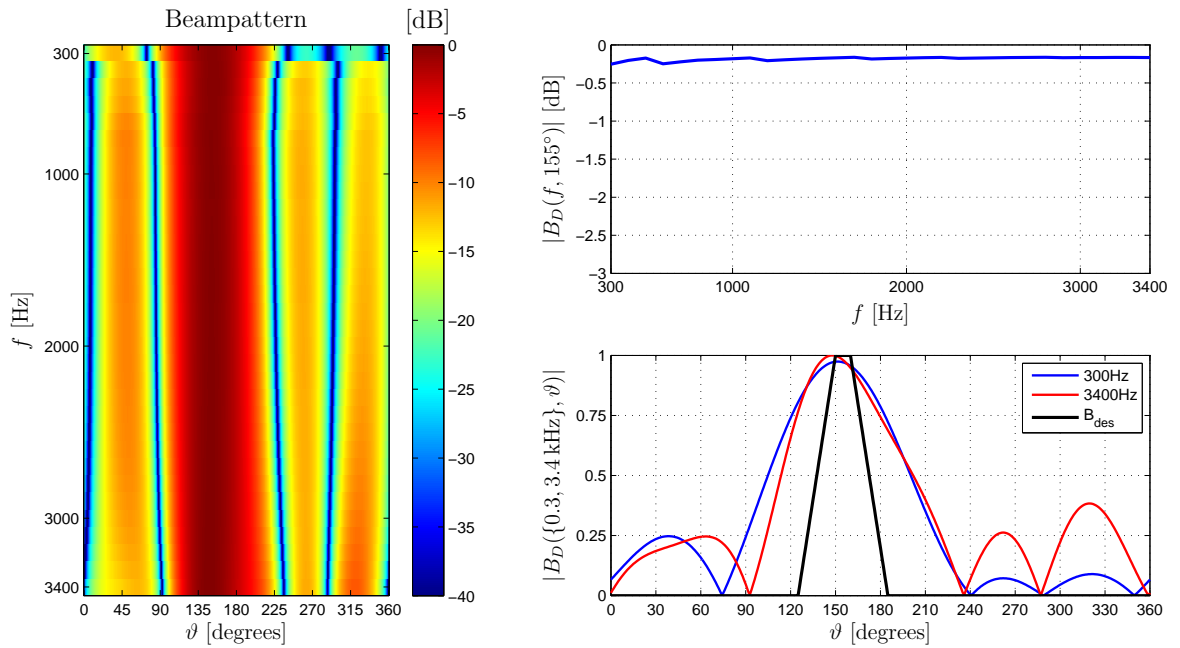 Beampattern
[dB]
300
1000
2000
3000
3400
f [Hz]
0 45 90 135 180 225 270 315 360
ϑ [degrees]
0
−5
−10
−15
−20
−25
−30
−35
−40
|B_D(f, 155°)| [dB]
0
−0.5
−1
−1.5
−2
−2.5
−3
300 1000 2000 3000 3400
f [Hz]
|B_D({0.3, 3.4 kHz}, ϑ)|
1
0.75
0.5
0.25
0
0 30 60 90 120 150 180 210 240 270 300 330 360
ϑ [degrees]
300Hz
3400Hz
B_des